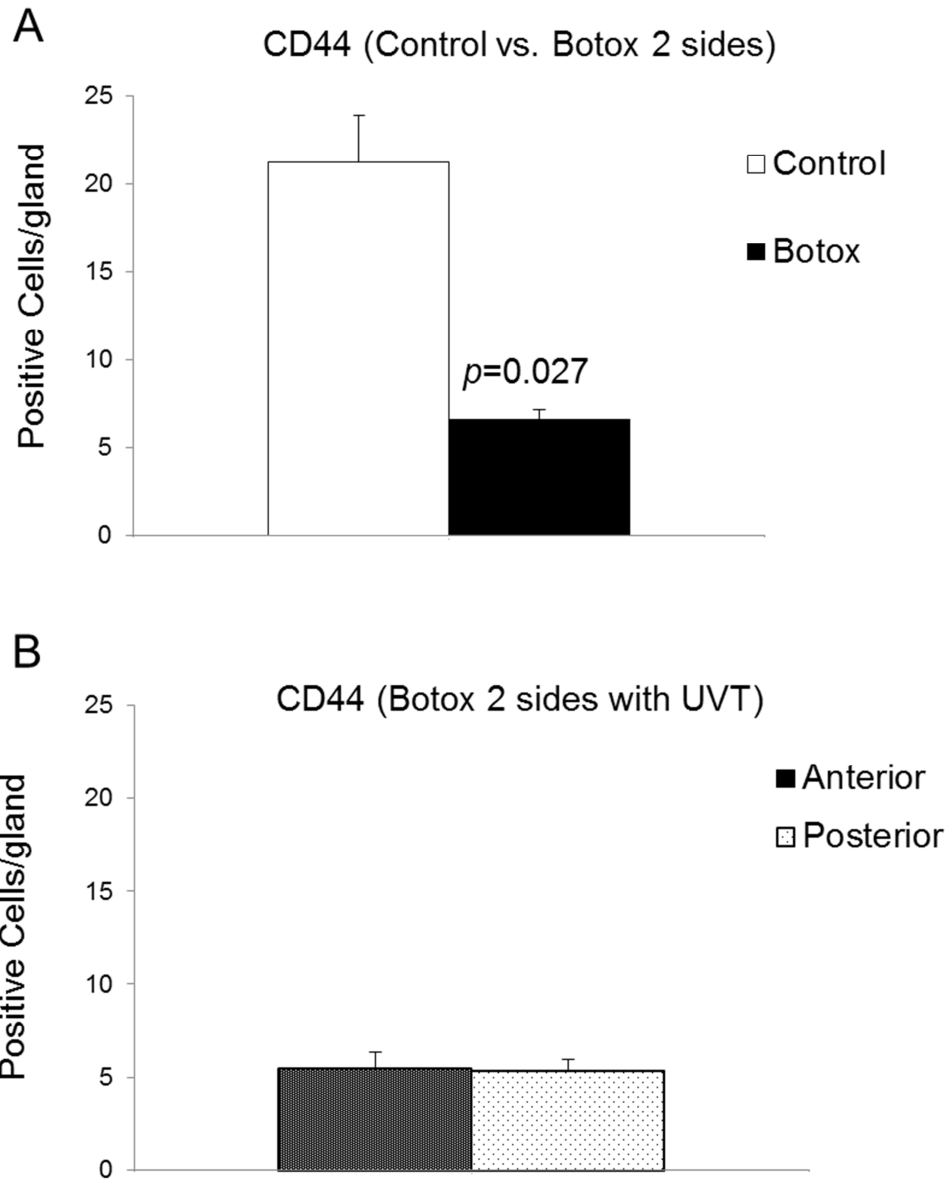 A
CD44 (Control vs. Botox 2 sides)
25
20
15
10
5
0
Positive Cells/gland
Control
Botox
p=0.027
B
CD44 (Botox 2 sides with UVT)
25
20
15
10
5
0
Positive Cells/gland
Anterior
Posterior